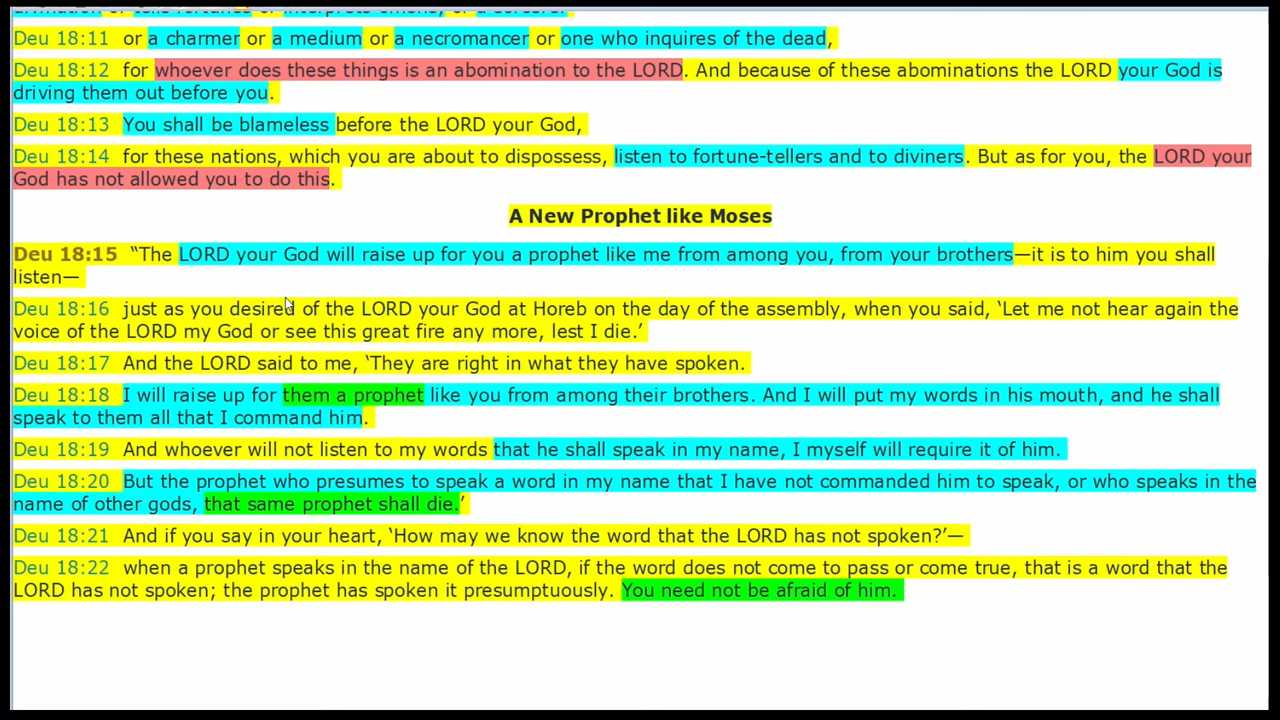 Deu 18:11 or a charmer or a medium or a necromancer or one who inquires of the dead,
Deu 18:12 for whoever does these things is an abomination to the LORD. And because of these abominations the LORD your God is
driving them out before you.
Deu 18:13 You shall be blameless before the LORD your God,
Deu 18:14 for these nations, which you are about to dispossess, listen to fortune-tellers and to diviners. But as for you, the LORD your
God has not allowed you to do this.
A New Prophet like Moses
Deu 18:15 “The LORD your God will raise up for you a prophet like me from among you, from your brothers—it is to him you shall
listen—
Deu 18:16 just as you desired of the LORD your God at Horeb on the day of the assembly, when you said, ‘Let me not hear again the
voice of the LORD my God or see this great fire any more, lest I die.’
Deu 18:17 And the LORD said to me, ‘They are right in what they have spoken.
Deu 18:18 I will raise up for them a prophet like you from among their brothers. And I will put my words in his mouth, and he shall
speak to them all that I command him.
Deu 18:19 And whoever will not listen to my words that he shall speak in my name, I myself will require it of him.
Deu 18:20 But the prophet who presumes to speak a word in my name that I have not commanded him to speak, or who speaks in the
name of other gods, that same prophet shall die.’
Deu 18:21 And if you say in your heart, ‘How may we know the word that the LORD has not spoken?’—
Deu 18:22 when a prophet speaks in the name of the LORD, if the word does not come to pass or come true, that is a word that the
LORD has not spoken; the prophet has spoken it presumptuously. You need not be afraid of him.